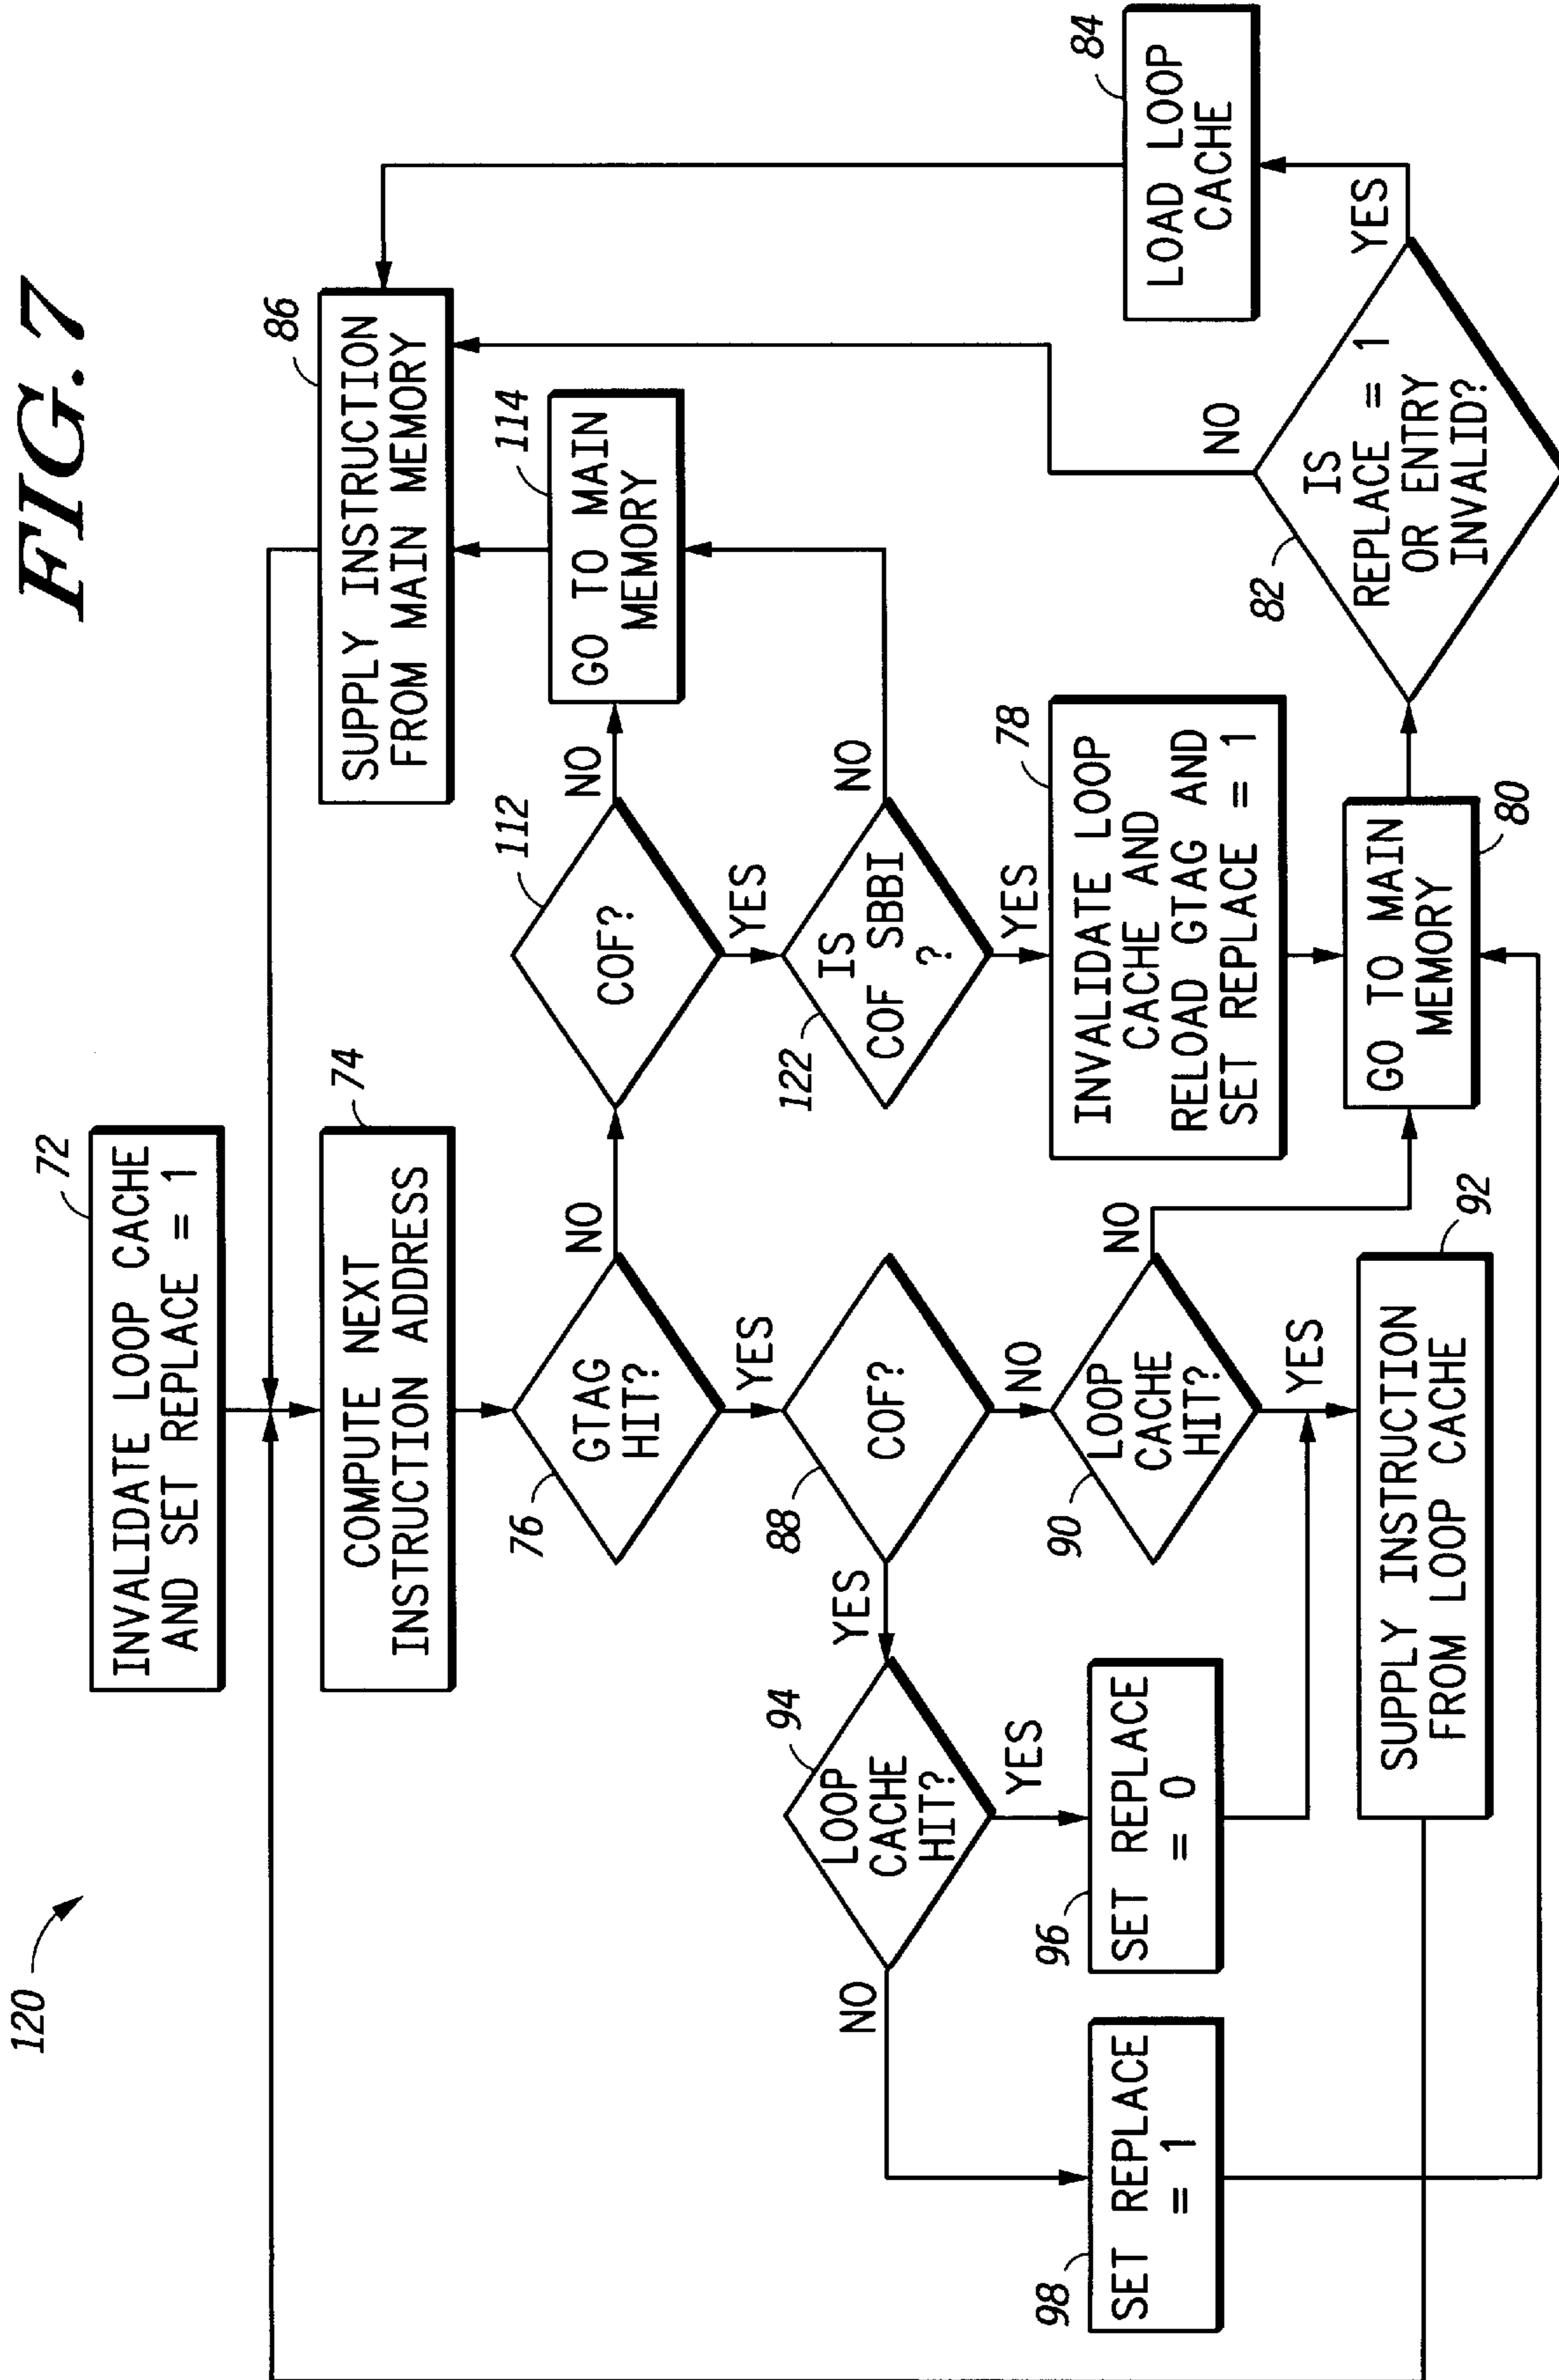 FIG. 7
120
72
INVALIDATE LOOP CACHE
AND SET REPLACE = 1
74
COMPUTE NEXT
INSTRUCTION ADDRESS
86
SUPPLY INSTRUCTION
FROM MAIN MEMORY
76
GTAG
HIT?
NO
YES
112
COF?
NO
YES
114
GO TO MAIN
MEMORY
94
LOOP
CACHE
HIT?
NO
YES
88
COF?
YES
NO
122
IS
COF SBBI
?
NO
YES
98
SET REPLACE
= 1
96
SET REPLACE
= 0
90
LOOP
CACHE
HIT?
NO
YES
78
INVALIDATE LOOP
CACHE AND
RELOAD GTAG AND
SET REPLACE = 1
84
LOAD LOOP
CACHE
92
SUPPLY INSTRUCTION
FROM LOOP CACHE
80
GO TO MAIN
MEMORY
82
IS
REPLACE = 1
OR ENTRY
INVALID?
NO
YES